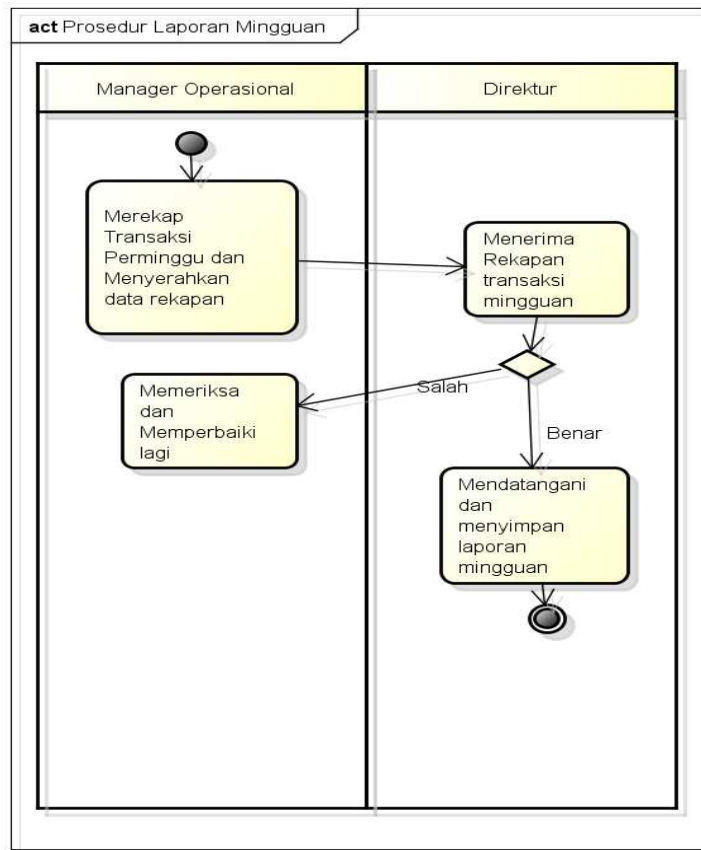 act Prosedur Laporan Mingguan
Manager Operasional
Direktur
Merekap
Transaksi
Perminggu dan
Menyerahkan
data rekapan
Menerima
Rekapan
transaksi
mingguan
Salah
Memeriksa
dan
Memperbaiki
lagi
Benar
Mendatangani
dan
menyimpan
laporan
mingguan